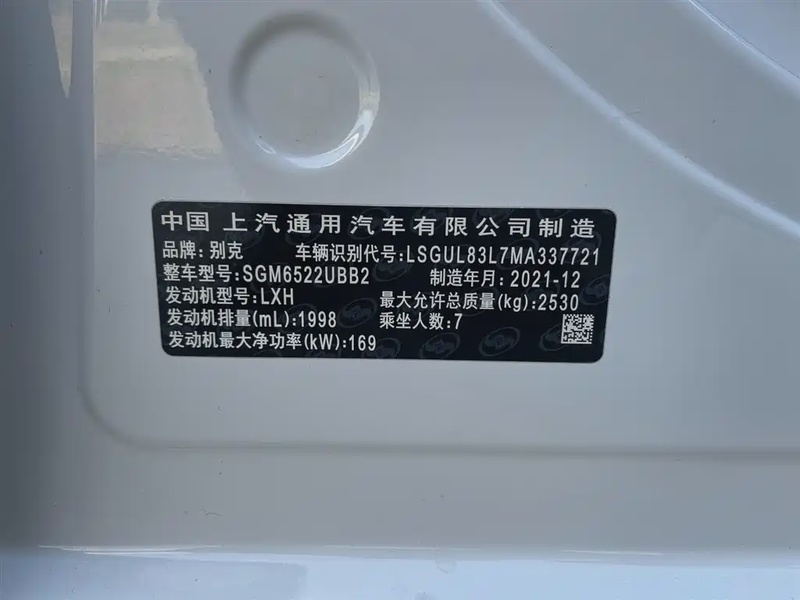 中国 上汽通用汽车有限公司制造
品牌: 别克 车辆识别代号:LSGUL83L7MA337721
整车型号:SGM6522UBB2 制造年月: 2021-12
发动机型号:LXH 最大允许总质量(kg):2530
发动机排量(mL):1998 乘坐人数:7
发动机最大净功率(kW):169